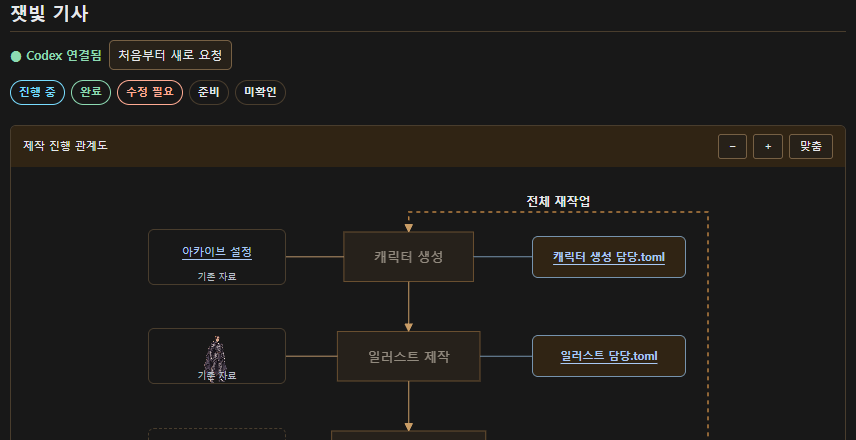 잿빛 기사
Codex 연결됨 처음부터 새로 요청
진행 중 완료 수정 필요 준비 미확인
제작 진행 관계도 − + 맞춤
전체 재작업
아카이브 설정 캐릭터 생성 캐릭터 생성 담당.toml
기존 자료
일러스트 제작 일러스트 담당.toml
기존 자료